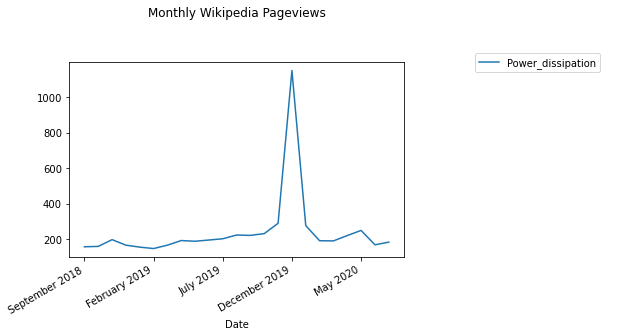 Monthly Wikipedia Pageviews
Power_dissipation
1000
800
600
400
200
September 2018
February 2019
July 2019
December 2019
May 2020
Date